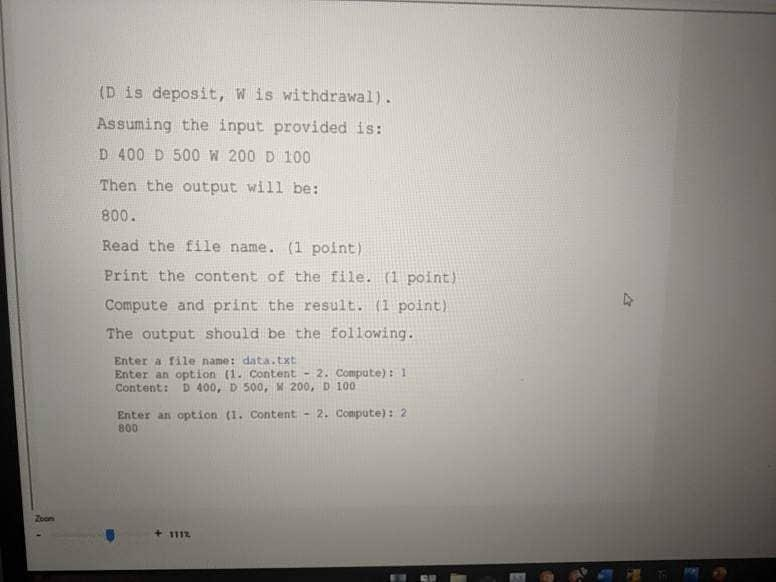 (D is deposit, W is withdrawal).
Assuming the input provided is:
D 400 D 500 W 200 D 100
Then the output will be:
800.
Read the file name. (1 point)
Print the content of the file. (1 point)
Compute and print the result. (1 point)
The output should be the following.
Enter a file name: data.txt
Enter an option (1. Content - 2. Compute): 1
Content: D 400, D 500, W 200, D 100
Enter an option (1. Content - 2. Compute): 2
800
Zoom
- + 111%